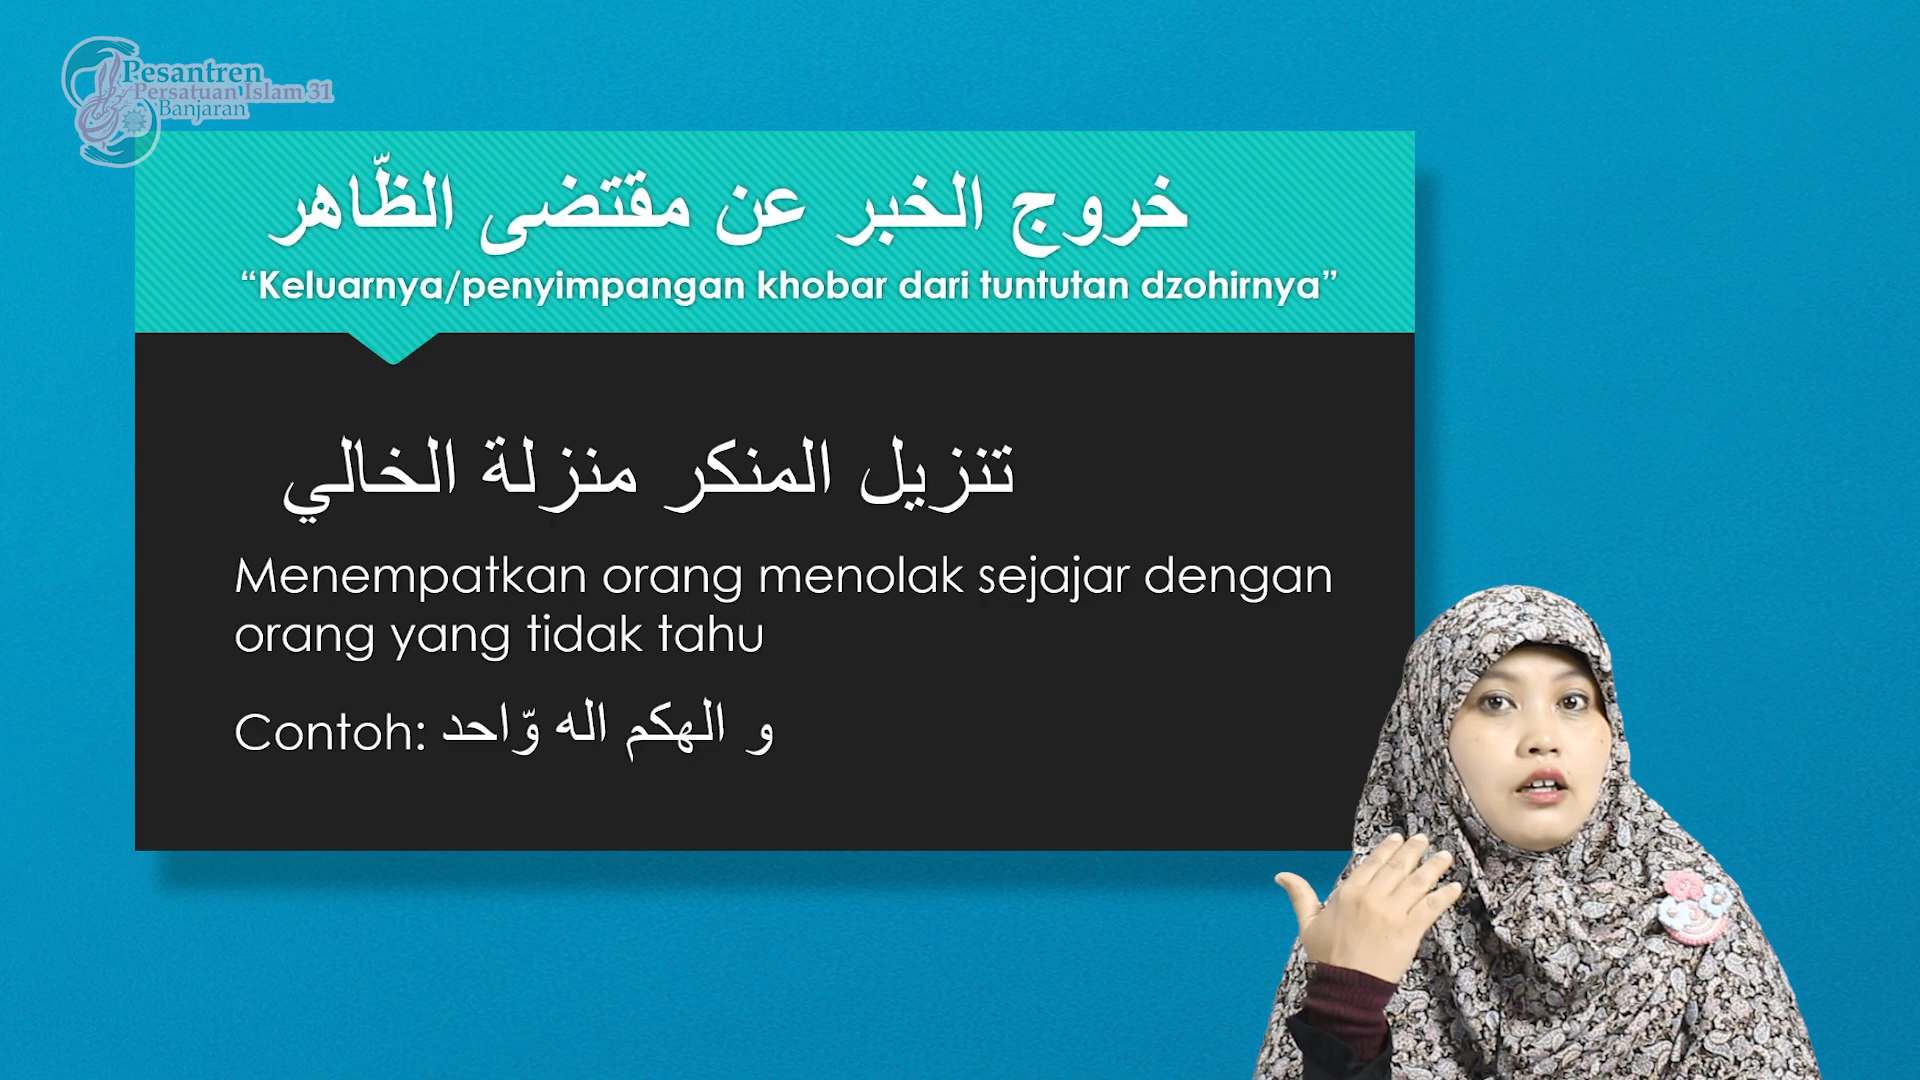 Pesantren
Persatuan Islam 31
Banjaran
خروج الخبر عن مقتضى الظّاهر
“Keluarnya/penyimpangan khobar dari tuntutan dzohirnya”
تنزيل المنكر منزلة الخالي
Menempatkan orang menolak sejajar dengan
orang yang tidak tahu
Contoh: و الهكم اله وّاحد